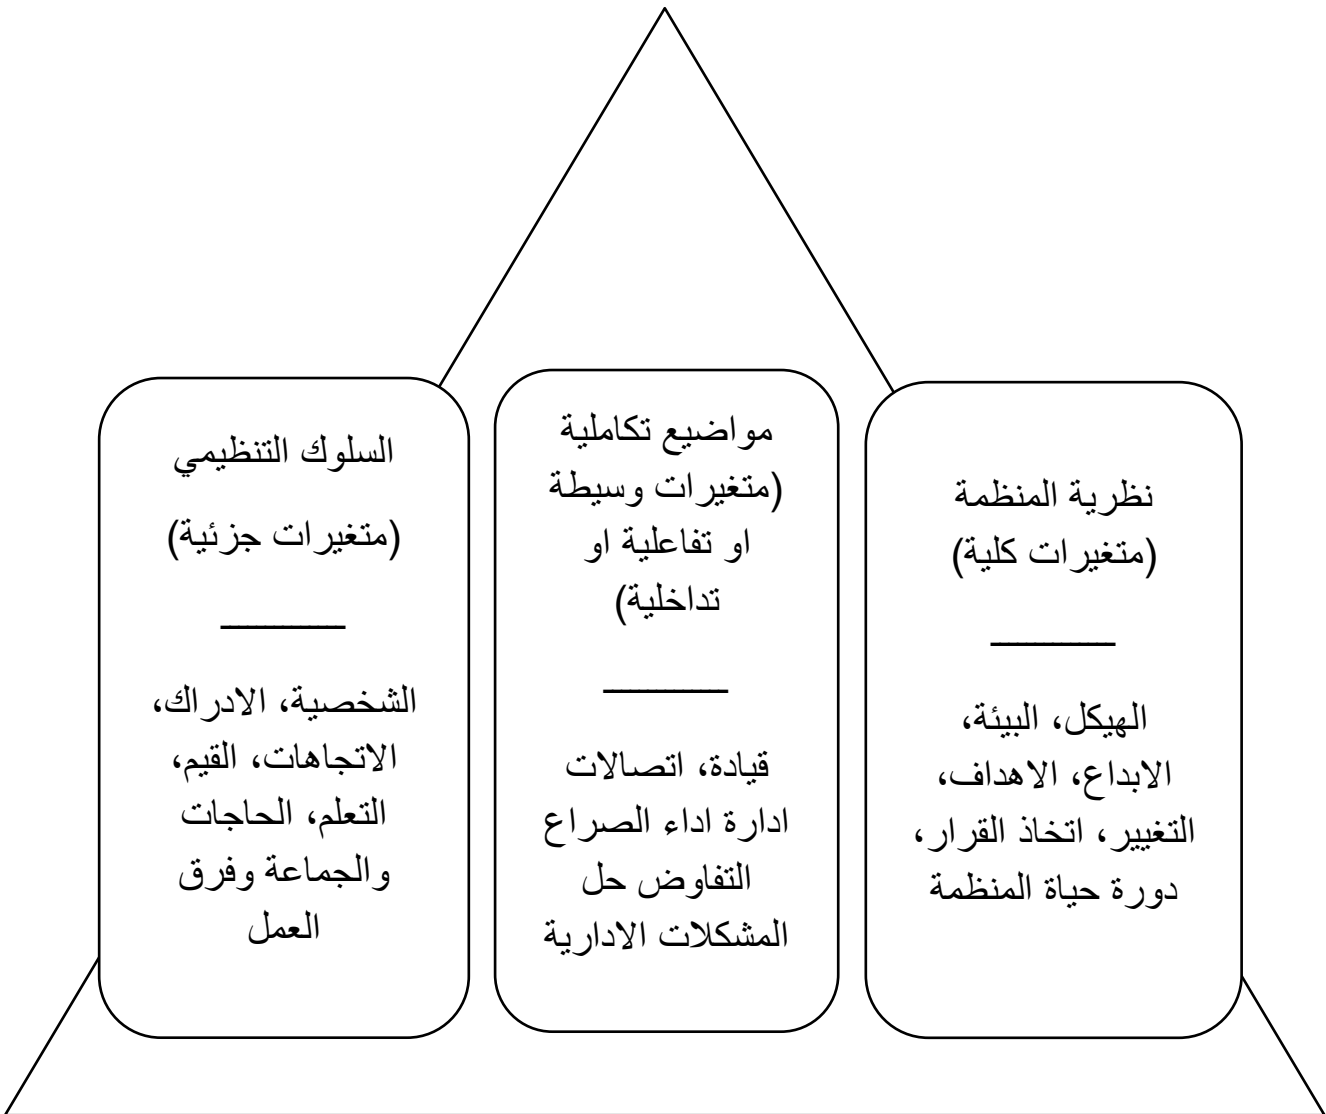 نظرية المنظمة
(متغيرات كلية)
الهيكل، البيئة،
الابداع، الاهداف،
التغيير، اتخاذ القرار،
دورة حياة المنظمة
مواضيع تكاملية
(متغيرات وسيطة
او تفاعلية او
تداخلية)
قيادة، اتصالات
ادارة اداء الصراع
التفاوض حل
المشكلات الادارية
السلوك التنظيمي
(متغيرات جزئية)
الشخصية، الادراك،
الاتجاهات، القيم،
التعلم، الحاجات
والجماعة وفرق
العمل